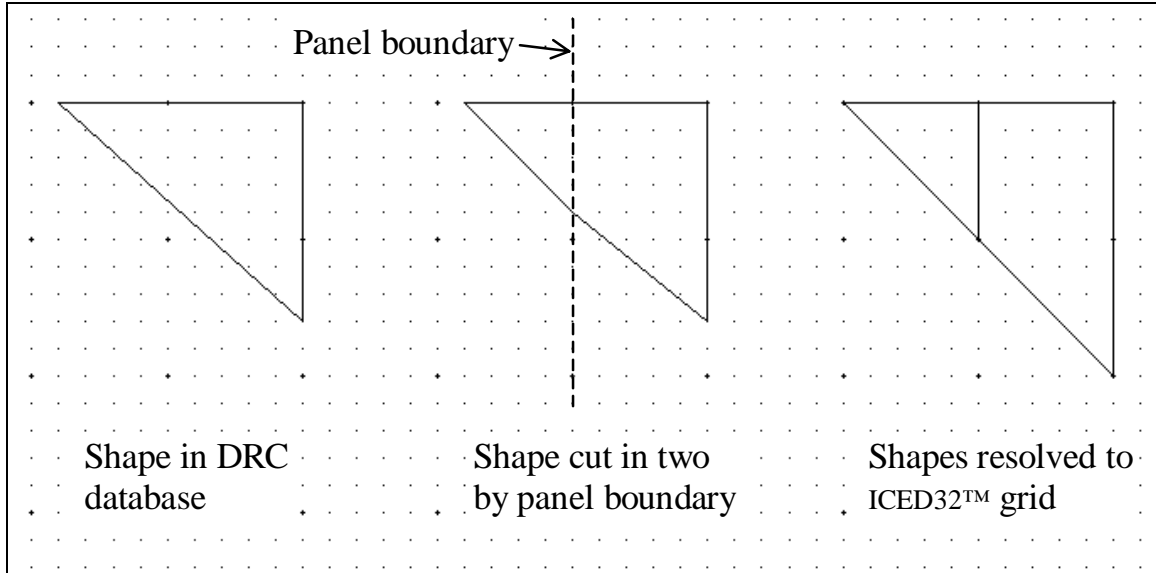 Panel boundary
Shape in DRC
database
Shape cut in two
by panel boundary
Shapes resolved to
ICED32™ grid